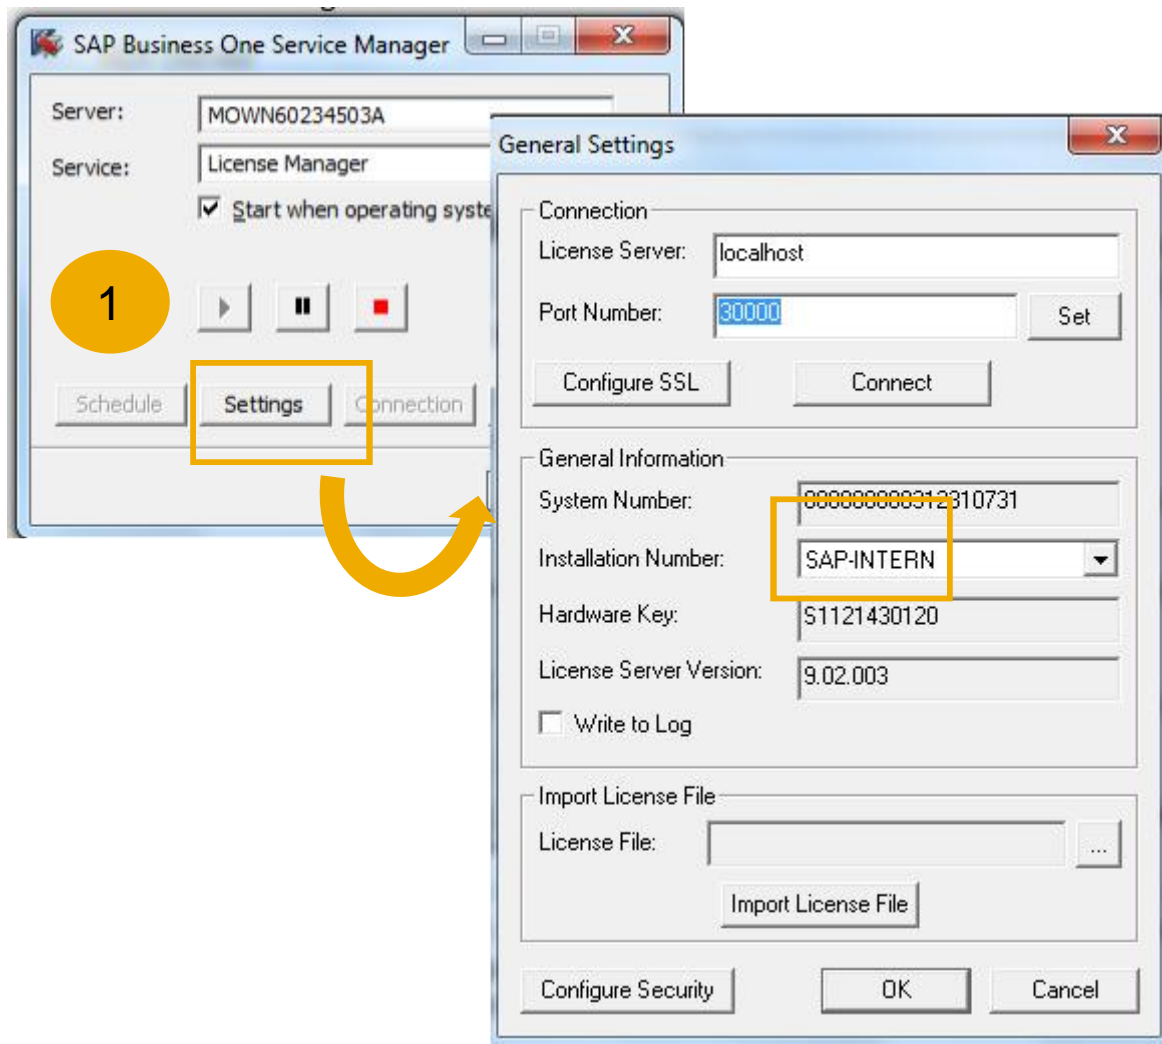 SAP Business One Service Manager
Server: MOWN60234503A
Service: License Manager
Start when operating syste
1
Schedule Settings Connection
General Settings
Connection
License Server: localhost
Port Number: 30000 Set
Configure SSL Connect
General Information
System Number: 000000000312310731
Installation Number: SAP-INTERN
Hardware Key: S1121430120
License Server Version: 9.02.003
Write to Log
Import License File
License File: ...
Import License File
Configure Security OK Cancel